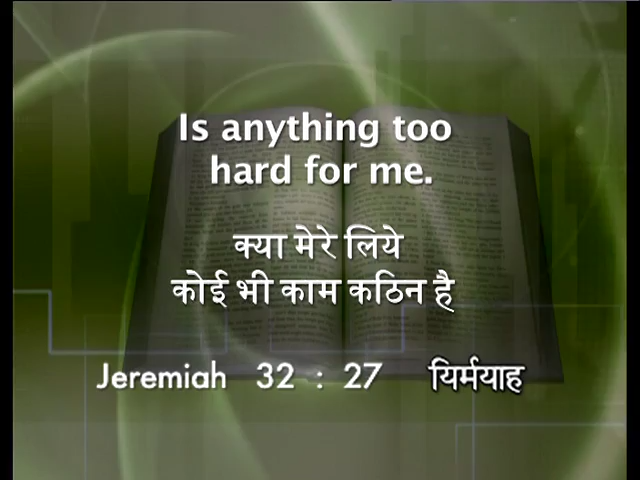 Is anything too
hard for me.
क्या मेरे लिये
कोई भी काम कठिन है
Jeremiah 32 : 27 यिर्मयाह